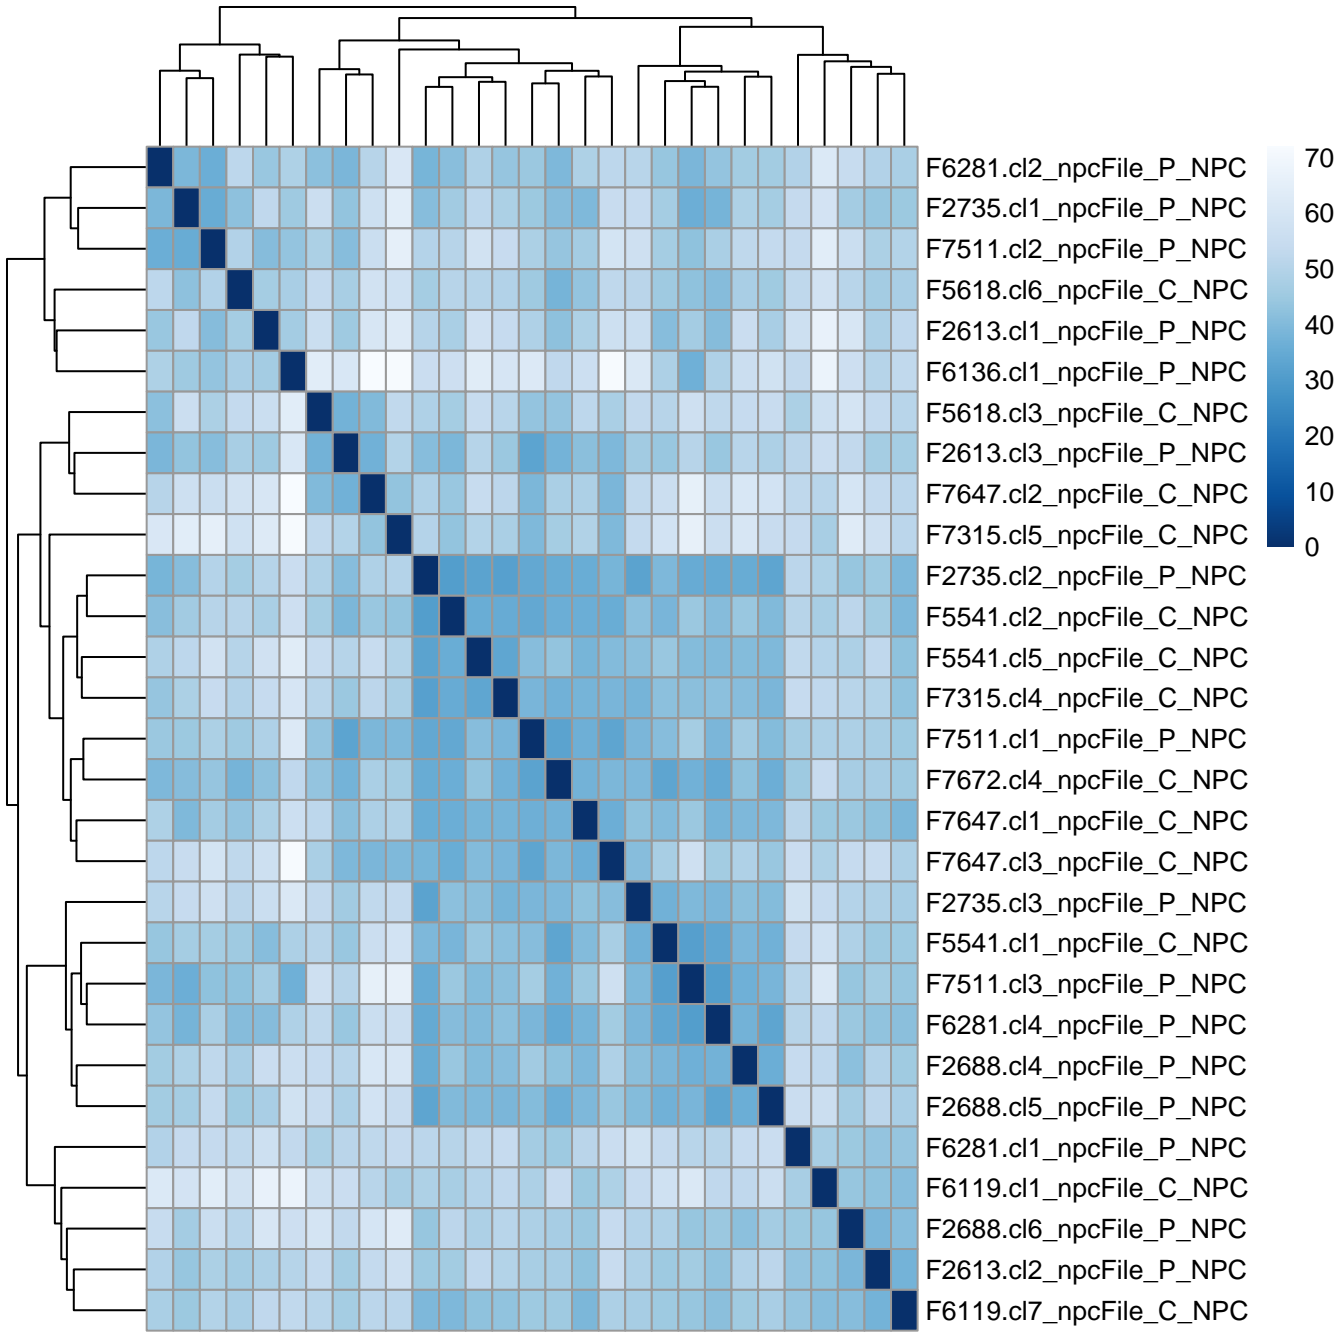 F6281.cl2_npcFile_P_NPC
F2735.cl1_npcFile_P_NPC
F7511.cl2_npcFile_P_NPC
F5618.cl6_npcFile_C_NPC
F2613.cl1_npcFile_P_NPC
F6136.cl1_npcFile_P_NPC
F5618.cl3_npcFile_C_NPC
F2613.cl3_npcFile_P_NPC
F7647.cl2_npcFile_C_NPC
F7315.cl5_npcFile_C_NPC
F2735.cl2_npcFile_P_NPC
F5541.cl2_npcFile_C_NPC
F5541.cl5_npcFile_C_NPC
F7315.cl4_npcFile_C_NPC
F7511.cl1_npcFile_P_NPC
F7672.cl4_npcFile_C_NPC
F7647.cl1_npcFile_C_NPC
F7647.cl3_npcFile_C_NPC
F2735.cl3_npcFile_P_NPC
F5541.cl1_npcFile_C_NPC
F7511.cl3_npcFile_P_NPC
F6281.cl4_npcFile_P_NPC
F2688.cl4_npcFile_P_NPC
F2688.cl5_npcFile_P_NPC
F6281.cl1_npcFile_P_NPC
F6119.cl1_npcFile_C_NPC
F2688.cl6_npcFile_P_NPC
F2613.cl2_npcFile_P_NPC
F6119.cl7_npcFile_C_NPC
70
60
50
40
30
20
10
0